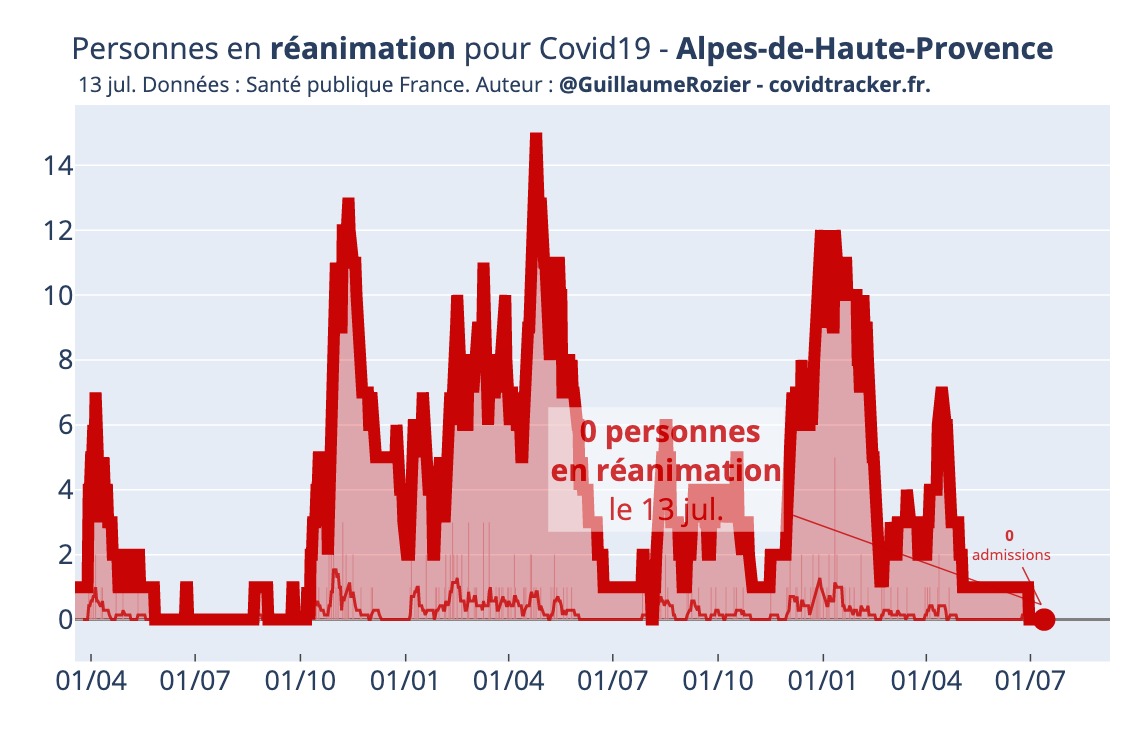 Personnes en réanimation pour Covid19 - Alpes-de-Haute-Provence
13 jul. Données : Santé publique France. Auteur : @GuillaumeRozier - covidtracker.fr.
14
12
10
8
6
4
2
0
0 personnes
en réanimation
le 13 jul.
0
admissions
01/04 01/07 01/10 01/01 01/04 01/07 01/10 01/01 01/04 01/07